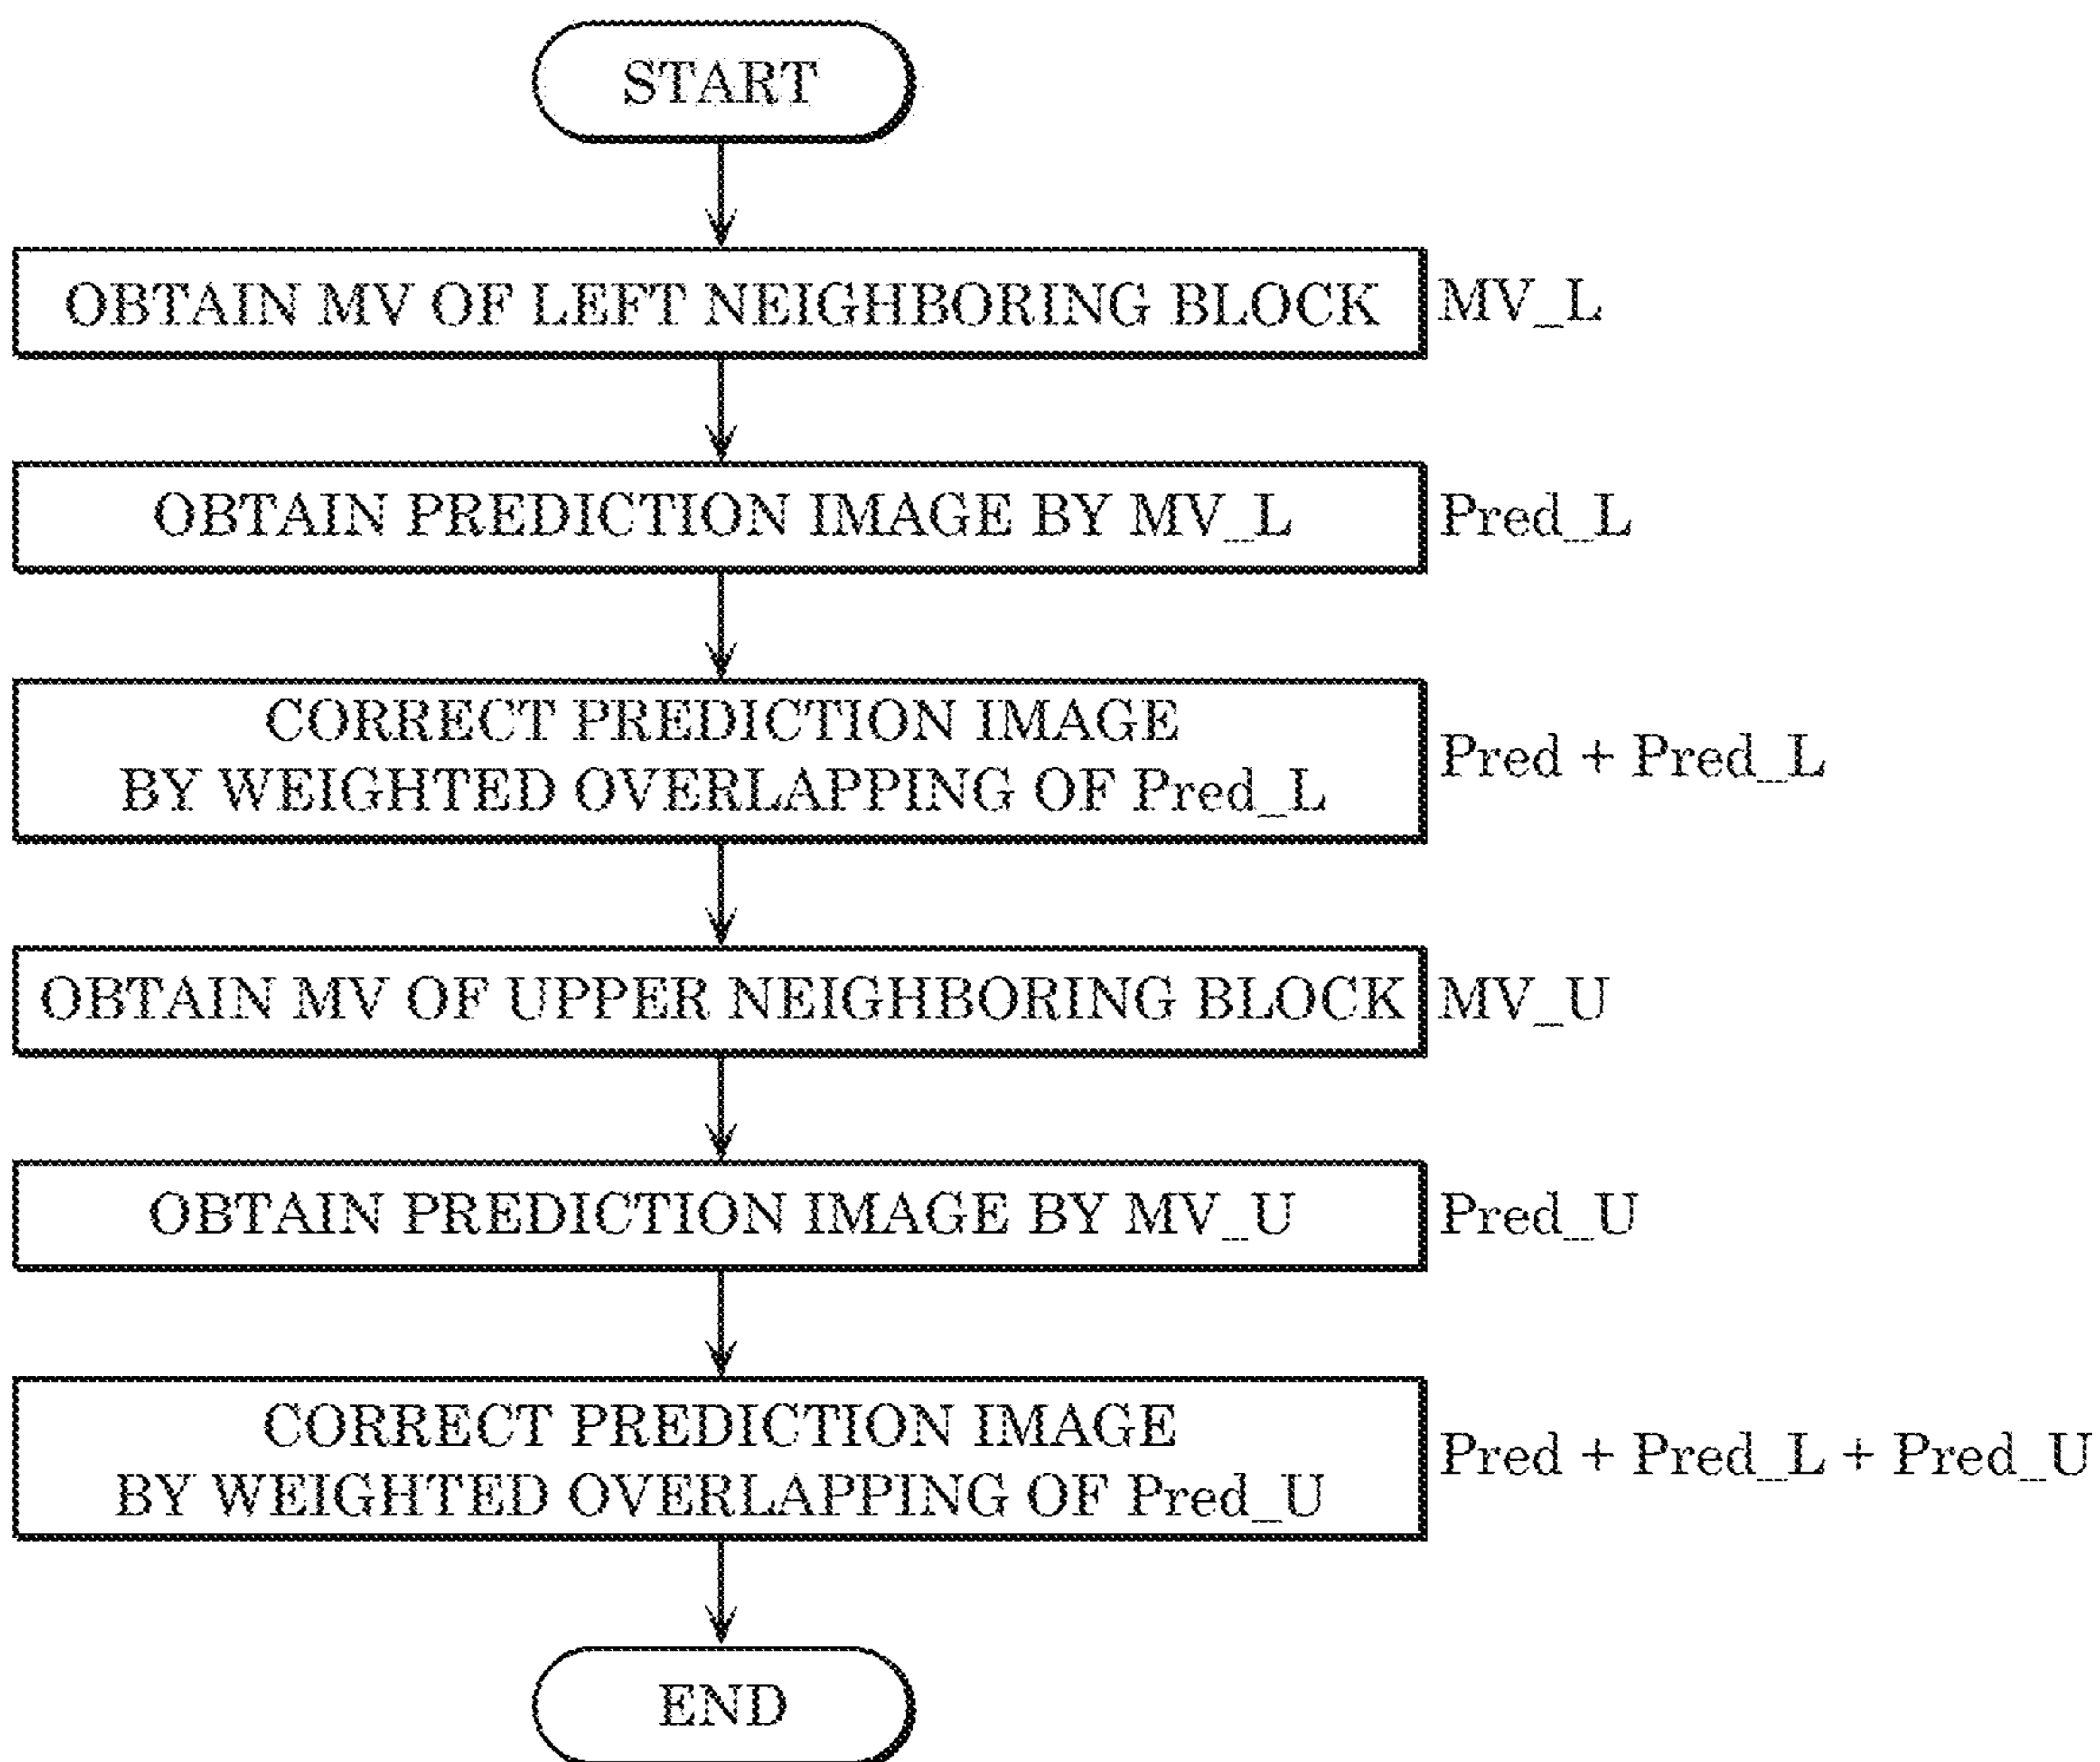 START
OBTAIN MV OF LEFT NEIGHBORING BLOCK
MV_L
OBTAIN PREDICTION IMAGE BY MV_L
Pred_L
CORRECT PREDICTION IMAGE
BY WEIGHTED OVERLAPPING OF Pred_L
Pred + Pred_L
OBTAIN MV OF UPPER NEIGHBORING BLOCK
MV_U
OBTAIN PREDICTION IMAGE BY MV_U
Pred_U
CORRECT PREDICTION IMAGE
BY WEIGHTED OVERLAPPING OF Pred_U
Pred + Pred_L + Pred_U
END